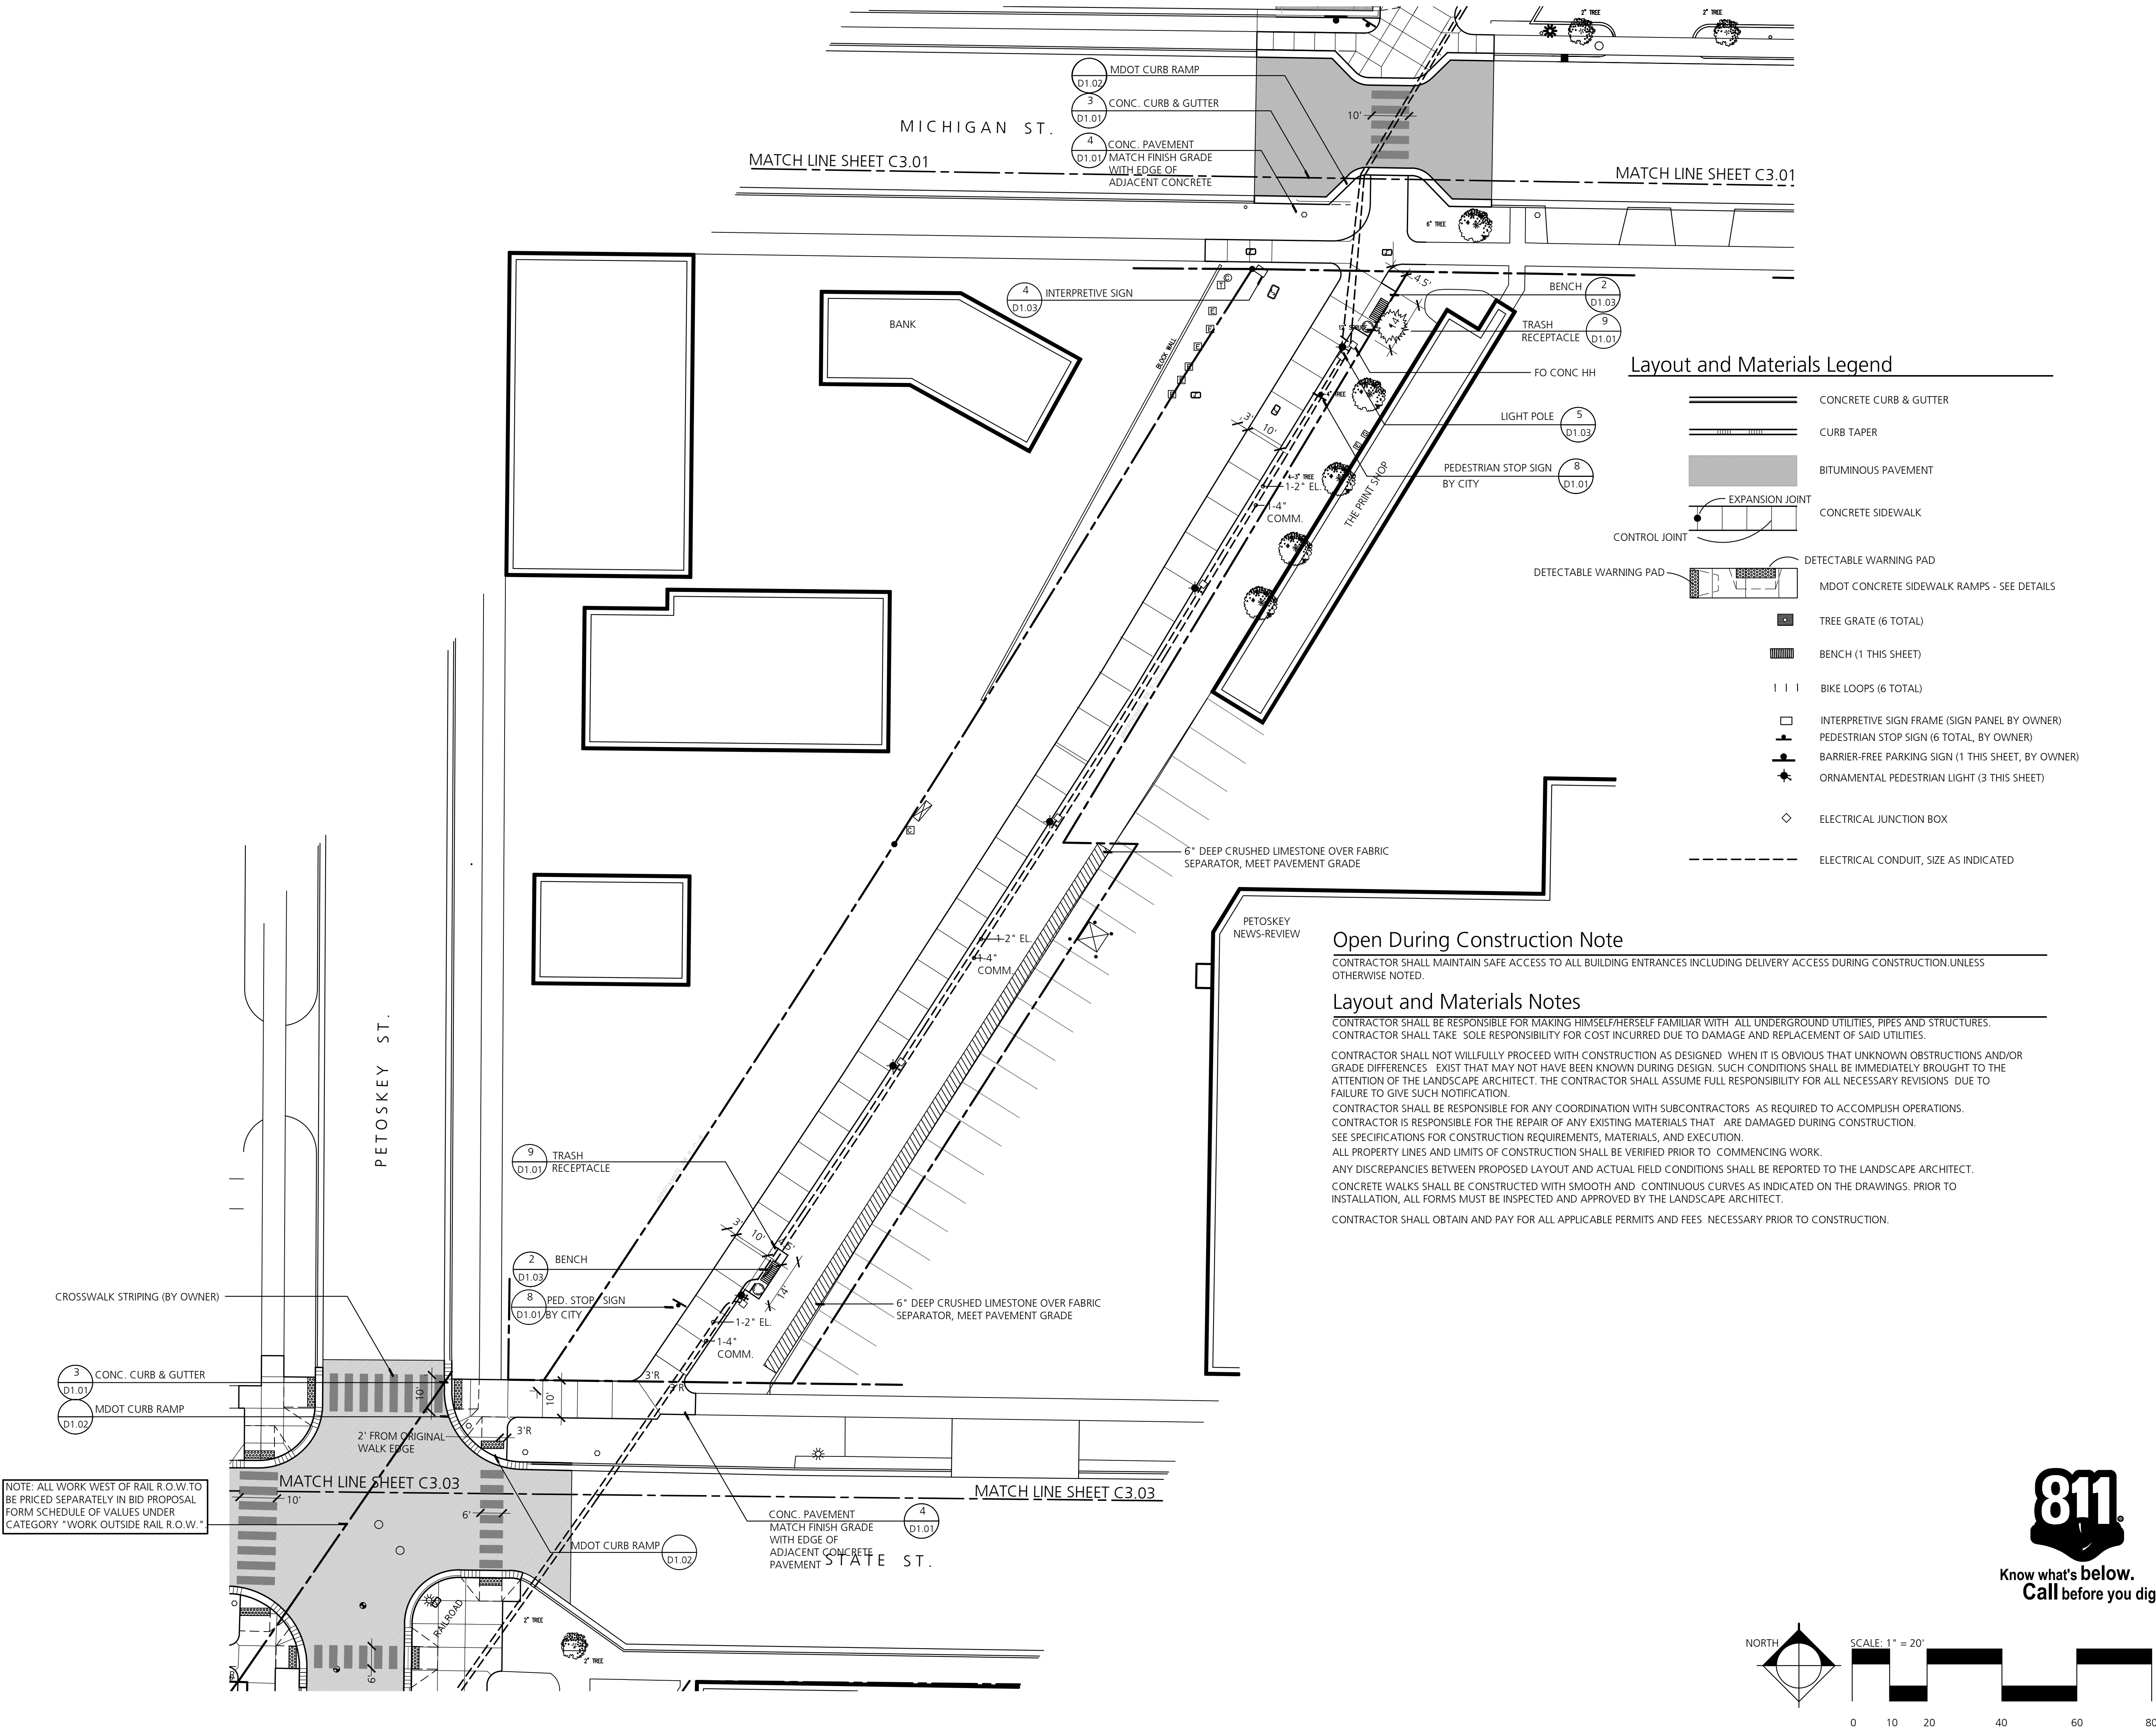 2" TREE
2" TREE
MDOT CURB RAMP
D1.02
3
D1.01
CONC. CURB & GUTTER
10'
MICHIGAN ST.
4
D1.01
CONC. PAVEMENT
MATCH FINISH GRADE
WITH EDGE OF
ADJACENT CONCRETE
MATCH LINE SHEET C3.01
MATCH LINE SHEET C3.01
6" TREE
4
D1.03
INTERPRETIVE SIGN
T
C
E
E
E
E
E
E
BLOCK WALL
BANK
4.5'
14'
BENCH
2
D1.03
TRASH
RECEPTACLE
9
D1.01
12" SPRUCE
FO CONC HH
4" TREE
LIGHT POLE
5
D1.03
3'
10'
PEDESTRIAN STOP SIGN
BY CITY
8
D1.01
4-3" TREE
1-2" EL.
1-4"
COMM.
THE PRINT SHOP
Layout and Materials Legend
CONCRETE CURB & GUTTER
CURB TAPER
BITUMINOUS PAVEMENT
EXPANSION JOINT
CONCRETE SIDEWALK
CONTROL JOINT
DETECTABLE WARNING PAD
DETECTABLE WARNING PAD
MDOT CONCRETE SIDEWALK RAMPS - SEE DETAILS
TREE GRATE (6 TOTAL)
BENCH (1 THIS SHEET)
BIKE LOOPS (6 TOTAL)
INTERPRETIVE SIGN FRAME (SIGN PANEL BY OWNER)
PEDESTRIAN STOP SIGN (6 TOTAL, BY OWNER)
BARRIER-FREE PARKING SIGN (1 THIS SHEET, BY OWNER)
ORNAMENTAL PEDESTRIAN LIGHT (3 THIS SHEET)
ELECTRICAL JUNCTION BOX
ELECTRICAL CONDUIT, SIZE AS INDICATED
C
6" DEEP CRUSHED LIMESTONE OVER FABRIC
SEPARATOR, MEET PAVEMENT GRADE
PETOSKEY
NEWS-REVIEW
1-2" EL.
1-4"
COMM.
Open During Construction Note
CONTRACTOR SHALL MAINTAIN SAFE ACCESS TO ALL BUILDING ENTRANCES INCLUDING DELIVERY ACCESS DURING CONSTRUCTION.UNLESS
OTHERWISE NOTED.
Layout and Materials Notes
CONTRACTOR SHALL BE RESPONSIBLE FOR MAKING HIMSELF/HERSELF FAMILIAR WITH ALL UNDERGROUND UTILITIES, PIPES AND STRUCTURES.
CONTRACTOR SHALL TAKE SOLE RESPONSIBILITY FOR COST INCURRED DUE TO DAMAGE AND REPLACEMENT OF SAID UTILITIES.
CONTRACTOR SHALL NOT WILLFULLY PROCEED WITH CONSTRUCTION AS DESIGNED WHEN IT IS OBVIOUS THAT UNKNOWN OBSTRUCTIONS AND/OR
GRADE DIFFERENCES EXIST THAT MAY NOT HAVE BEEN KNOWN DURING DESIGN. SUCH CONDITIONS SHALL BE IMMEDIATELY BROUGHT TO THE
ATTENTION OF THE LANDSCAPE ARCHITECT. THE CONTRACTOR SHALL ASSUME FULL RESPONSIBILITY FOR ALL NECESSARY REVISIONS DUE TO
FAILURE TO GIVE SUCH NOTIFICATION.
CONTRACTOR SHALL BE RESPONSIBLE FOR ANY COORDINATION WITH SUBCONTRACTORS AS REQUIRED TO ACCOMPLISH OPERATIONS.
CONTRACTOR IS RESPONSIBLE FOR THE REPAIR OF ANY EXISTING MATERIALS THAT ARE DAMAGED DURING CONSTRUCTION.
SEE SPECIFICATIONS FOR CONSTRUCTION REQUIREMENTS, MATERIALS, AND EXECUTION.
ALL PROPERTY LINES AND LIMITS OF CONSTRUCTION SHALL BE VERIFIED PRIOR TO COMMENCING WORK.
ANY DISCREPANCIES BETWEEN PROPOSED LAYOUT AND ACTUAL FIELD CONDITIONS SHALL BE REPORTED TO THE LANDSCAPE ARCHITECT.
CONCRETE WALKS SHALL BE CONSTRUCTED WITH SMOOTH AND CONTINUOUS CURVES AS INDICATED ON THE DRAWINGS. PRIOR TO
INSTALLATION, ALL FORMS MUST BE INSPECTED AND APPROVED BY THE LANDSCAPE ARCHITECT.
CONTRACTOR SHALL OBTAIN AND PAY FOR ALL APPLICABLE PERMITS AND FEES NECESSARY PRIOR TO CONSTRUCTION.
PETOSKEY ST.
9
D1.01
TRASH
RECEPTACLE
3'
10'
4.5'
14'
2
D1.03
BENCH
8
D1.01
PED. STOP SIGN
BY CITY
1-2" EL.
1-4"
COMM.
6" DEEP CRUSHED LIMESTONE OVER FABRIC
SEPARATOR, MEET PAVEMENT GRADE
CROSSWALK STRIPING (BY OWNER)
3
D1.01
CONC. CURB & GUTTER
MDOT CURB RAMP
D1.02
10'
10'
3'R
3'R
3'R
2' FROM ORIGINAL
WALK EDGE
MATCH LINE SHEET C3.03
MATCH LINE SHEET C3.03
NOTE: ALL WORK WEST OF RAIL R.O.W.TO
BE PRICED SEPARATELY IN BID PROPOSAL
FORM SCHEDULE OF VALUES UNDER
CATEGORY "WORK OUTSIDE RAIL R.O.W."
10'
6'
MDOT CURB RAMP
D1.02
CONC. PAVEMENT
MATCH FINISH GRADE
WITH EDGE OF
ADJACENT CONCRETE
PAVEMENT
4
D1.01
STATE ST.
RAILROAD
6'
2" TREE
2" TREE
811
Know what's below.
Call before you dig
NORTH
SCALE: 1" = 20'
0 10 20 40 60 80